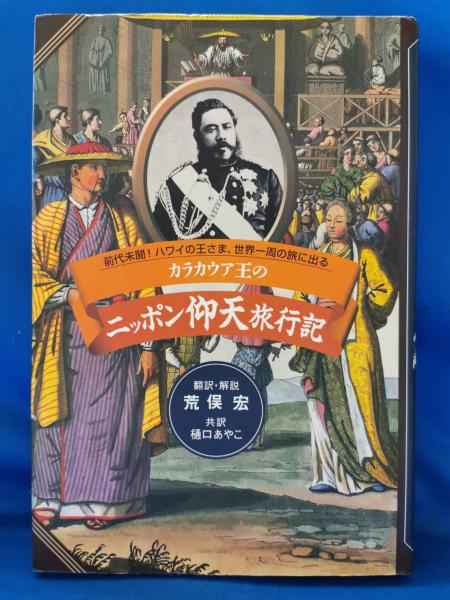 前代未聞！ハワイの王さま、世界一周の旅に出る
カラカウア王の
ニッポン仰天旅行記
翻訳・解説
荒俣 宏
共訳
樋口あやこ